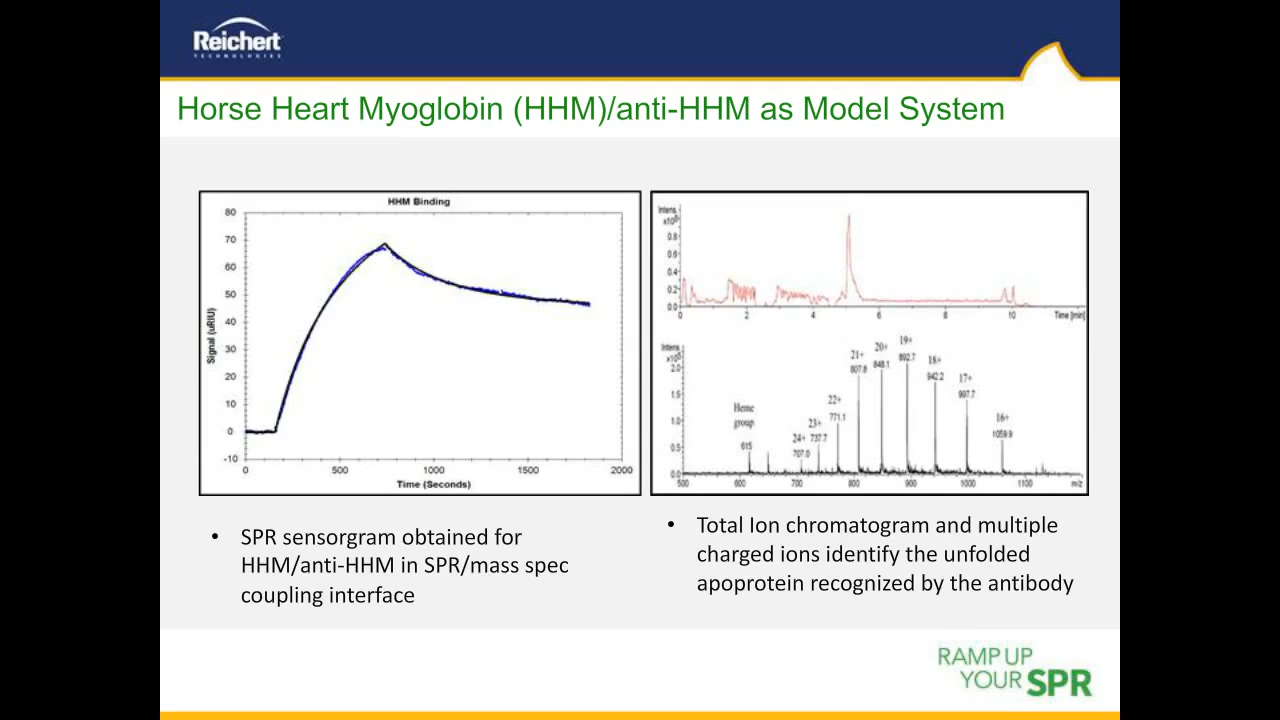 Reichert
TECHNOLOGIES
Horse Heart Myoglobin (HHM)/anti-HHM as Model System
HHM Binding
80
70
60
50
40
30
20
10
0
-10
Signal (uRIU)
0 500 1000 1500 2000
Time (Seconds)
Intens.
0.8
0.6
0.4
0.2
0.0
0 2 4 6 8 10 Time [min]
Intens.
2.0
1.5
1.0
0.5
0.0
Heme
group
615
24+
707.0
23+
737.7
22+
771.1
21+
807.8
20+
848.1
19+
892.7
18+
942.2
17+
997.7
16+
1059.9
500 600 700 800 900 1000 1100 m/z
• SPR sensorgram obtained for
HHM/anti-HHM in SPR/mass spec
coupling interface
• Total Ion chromatogram and multiple
charged ions identify the unfolded
apoprotein recognized by the antibody
RAMP UP
YOUR SPR